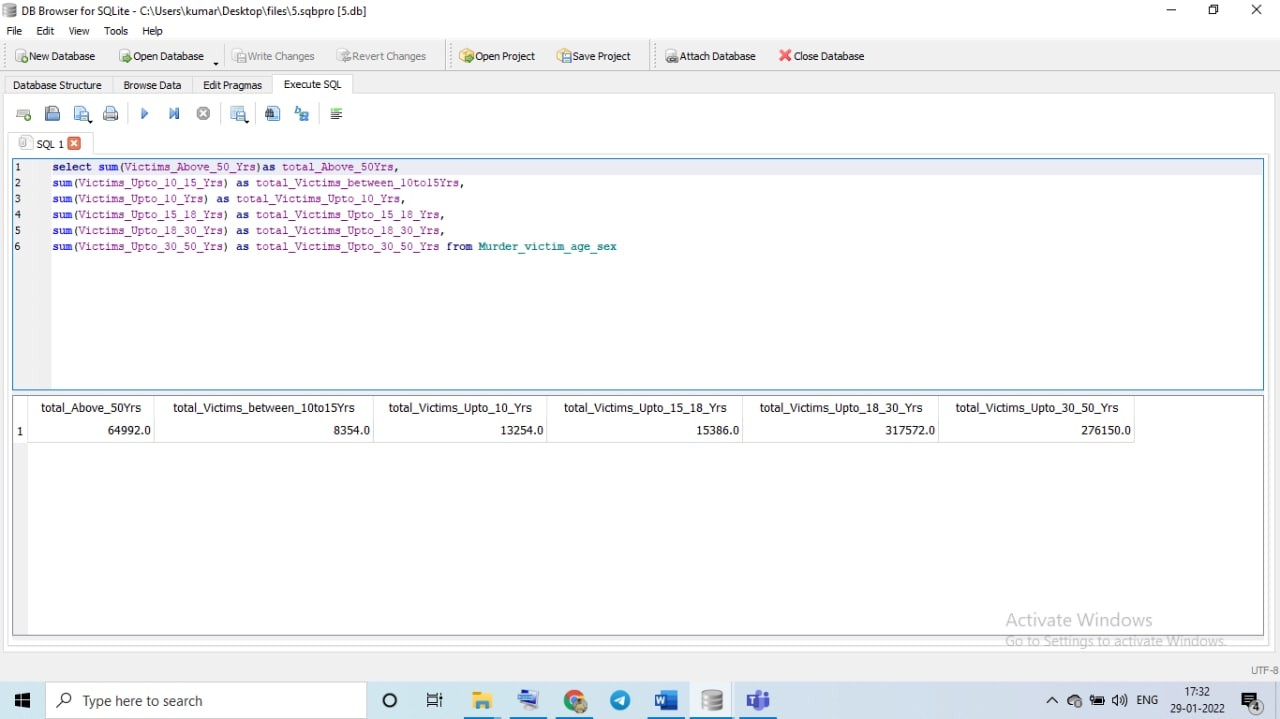 DB Browser for SQLite - C:\Users\kumar\Desktop\files\5.sqbpro [5.db]
File Edit View Tools Help
New Database Open Database Write Changes Revert Changes Open Project Save Project Attach Database Close Database
Database Structure Browse Data Edit Pragmas Execute SQL
SQL 1
1 select sum(Victims_Above_50_Yrs)as total_Above_50Yrs,
2 sum(Victims_Upto_10_15_Yrs) as total_Victims_between_10to15Yrs,
3 sum(Victims_Upto_10_Yrs) as total_Victims_Upto_10_Yrs,
4 sum(Victims_Upto_15_18_Yrs) as total_Victims_Upto_15_18_Yrs,
5 sum(Victims_Upto_18_30_Yrs) as total_Victims_Upto_18_30_Yrs,
6 sum(Victims_Upto_30_50_Yrs) as total_Victims_Upto_30_50_Yrs from Murder_victim_age_sex
total_Above_50Yrs total_Victims_between_10to15Yrs total_Victims_Upto_10_Yrs total_Victims_Upto_15_18_Yrs total_Victims_Upto_18_30_Yrs total_Victims_Upto_30_50_Yrs
1 64992.0 8354.0 13254.0 15386.0 317572.0 276150.0
Activate Windows
Go to Settings to activate Windows.
UTF-8
Type here to search
ENG
17:32
29-01-2022
4